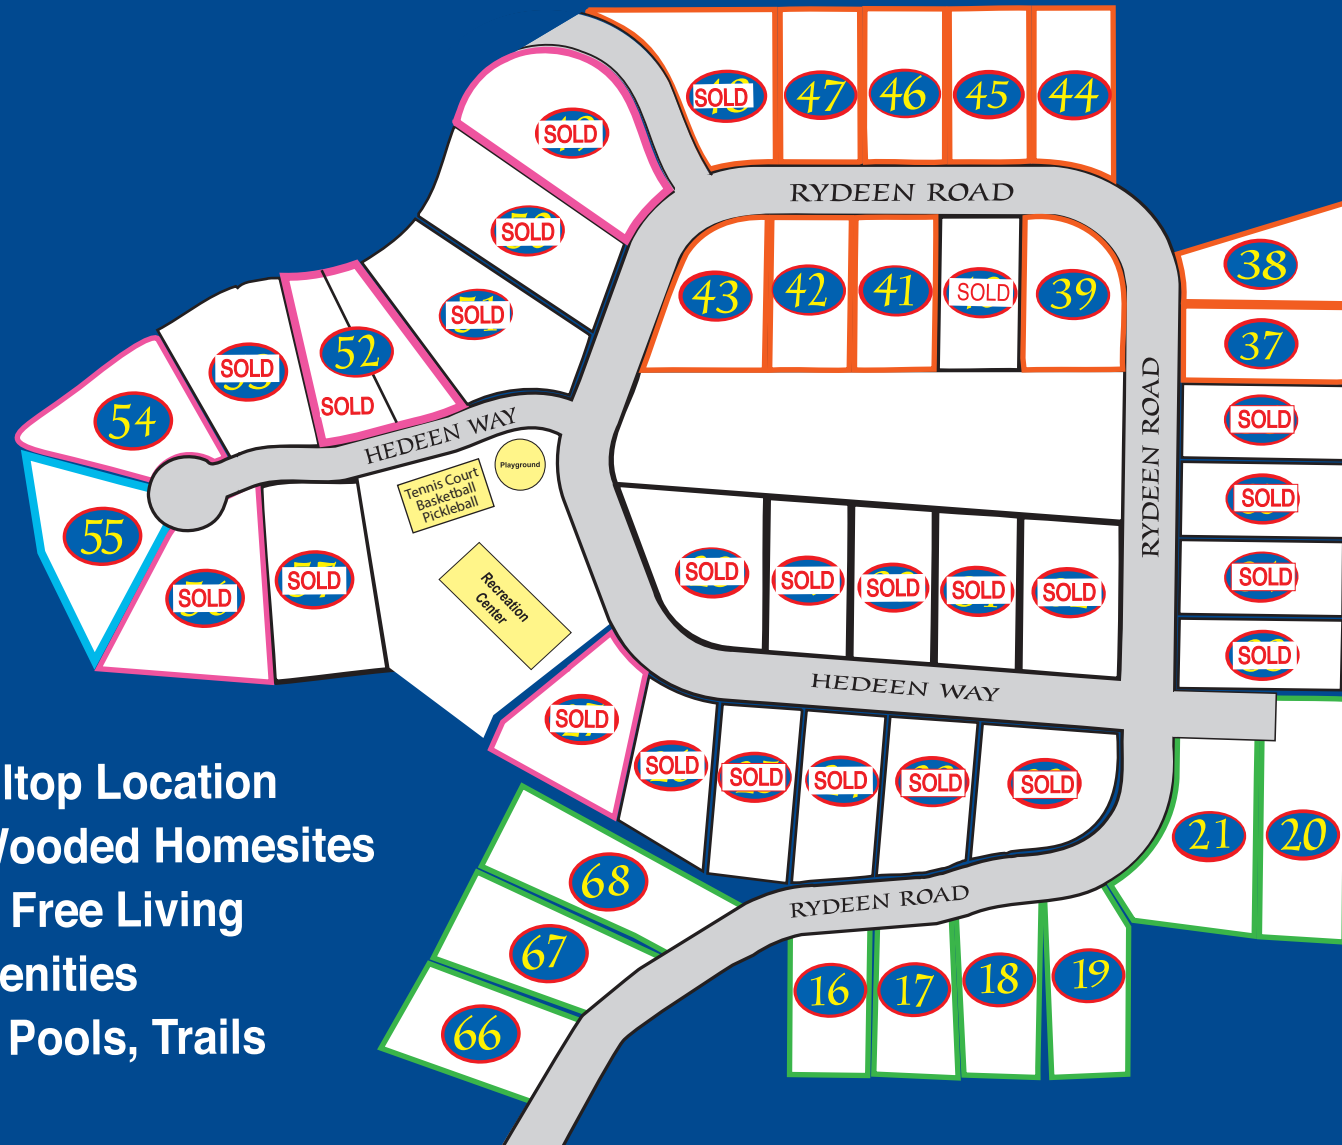 SOLD
47
46
45
44
SOLD
RYDEEN ROAD
SOLD
38
43
42
41
SOLD
39
SOLD
37
52
SOLD
SOLD
54
SOLD
HEDEEN WAY
RYDEEN ROAD
Playground
Tennis Court
Basketball
Pickleball
SOLD
SOLD
55
SOLD
SOLD
SOLD
SOLD
SOLD
SOLD
SOLD
SOLD
SOLD
Recreation
Center
SOLD
HEDEEN WAY
SOLD
SOLD
SOLD
SOLD
SOLD
SOLD
21
20
ltop Location
Wooded Homesites
Free Living
enities
Pools, Trails
68
RYDEEN ROAD
67
66
16
17
18
19